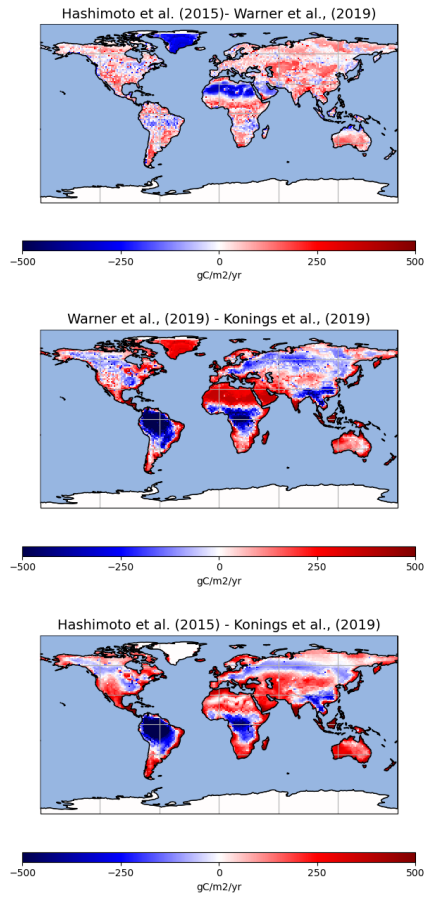 Hashimoto et al. (2015)- Warner et al., (2019)
−500 −250 0 250 500
gC/m2/yr
Warner et al., (2019) - Konings et al., (2019)
−500 −250 0 250 500
gC/m2/yr
Hashimoto et al. (2015) - Konings et al., (2019)
−500 −250 0 250 500
gC/m2/yr